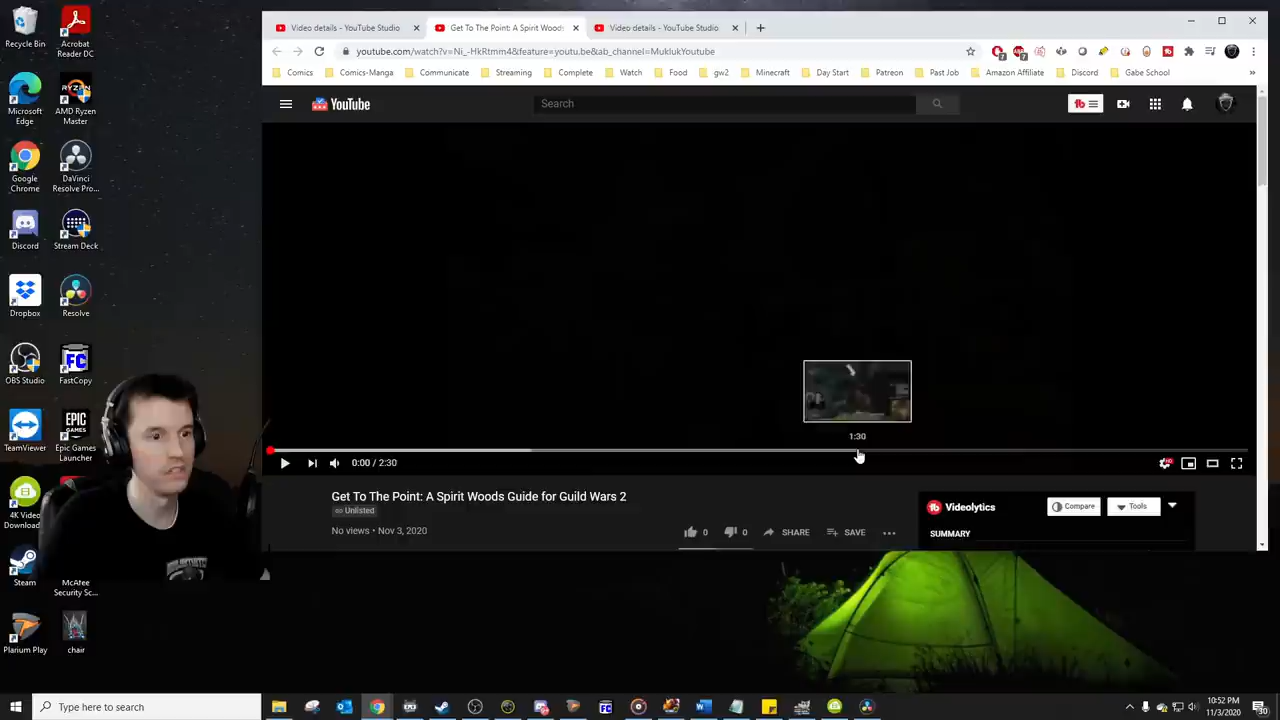 Recycle Bin
Acrobat Reader DC
Microsoft Edge
AMD Ryzen Master
Google Chrome
DaVinci Resolve Pro...
Discord
Stream Deck
Dropbox
Resolve
OBS Studio
FastCopy
TeamViewer
Epic Games Launcher
4K Video Download...
Steam
McAfee Security Sc...
Plarium Play
chair
Video details - YouTube Studio
Get To The Point: A Spirit Woods
Video details - YouTube Studio
youtube.com/watch?v=Ni_-HkRtmm4&feature=youtu.be&ab_channel=MuklukYoutube
Comics
Comics-Manga
Communicate
Streaming
Complete
Watch
Food
gw2
Minecraft
Day Start
Patreon
Past Job
Amazon Affiliate
Discord
Gabe School
YouTube
Search
1:30
0:00 / 2:30
Get To The Point: A Spirit Woods Guide for Guild Wars 2
Unlisted
No views • Nov 3, 2020
0
0
SHARE
SAVE
Videolytics
Compare
Tools
SUMMARY
Type here to search
10:52 PM
11/3/2020